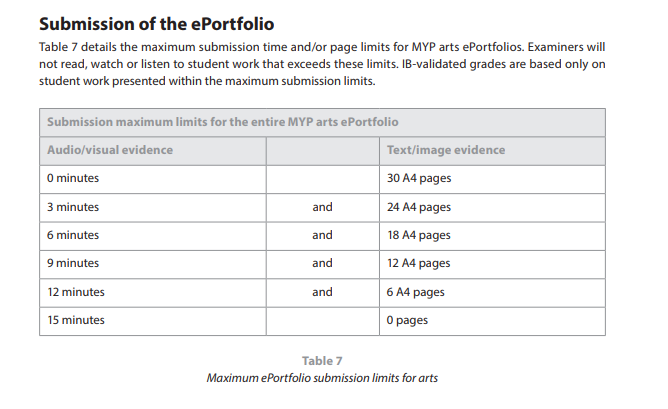 Submission of the ePortfolio
Table 7 details the maximum submission time and/or page limits for MYP arts ePortfolios. Examiners will
not read, watch or listen to student work that exceeds these limits. IB-validated grades are based only on
student work presented within the maximum submission limits.
Submission maximum limits for the entire MYP arts ePortfolio
Audio/visual evidence Text/image evidence
0 minutes 30 A4 pages
3 minutes and 24 A4 pages
6 minutes and 18 A4 pages
9 minutes and 12 A4 pages
12 minutes and 6 A4 pages
15 minutes 0 pages
Table 7
Maximum ePortfolio submission limits for arts